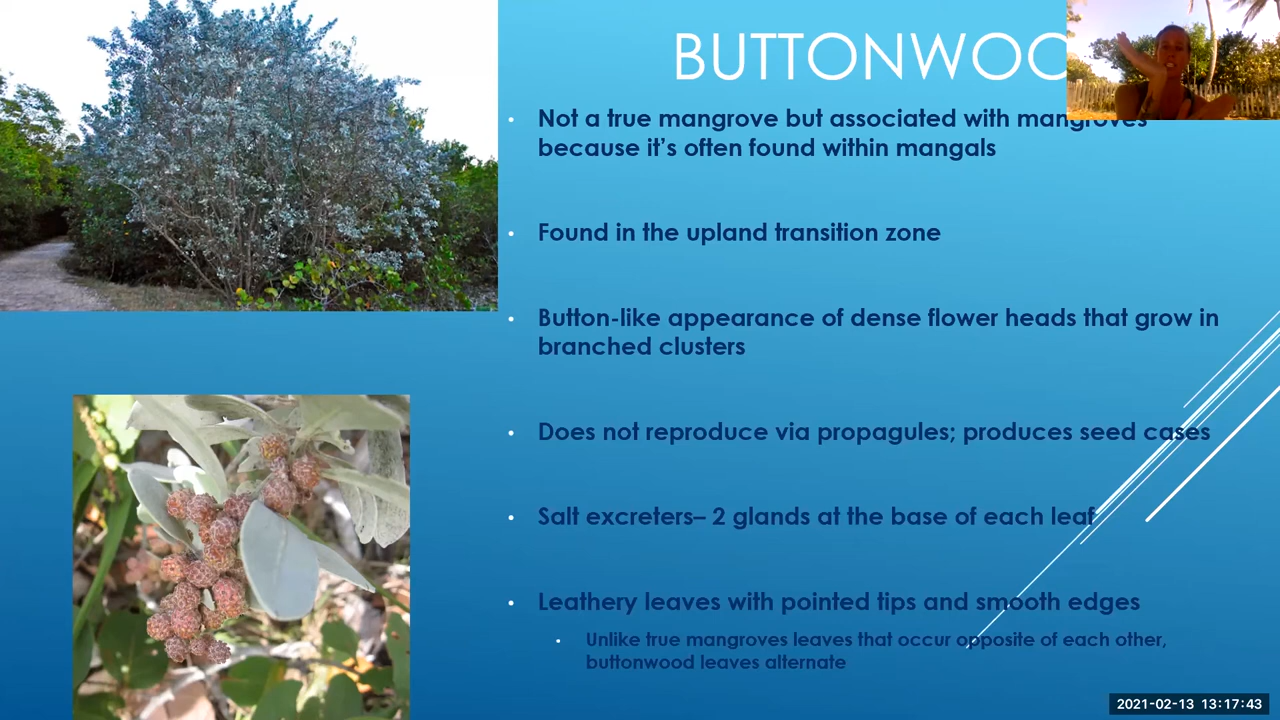 BUTTONWOO
Not a true mangrove but associated with mangroves
because it's often found within mangals
Found in the upland transition zone
Button-like appearance of dense flower heads that grow in
branched clusters
Does not reproduce via propagules; produces seed cases
Salt excreters– 2 glands at the base of each leaf
Leathery leaves with pointed tips and smooth edges
Unlike true mangroves leaves that occur opposite of each other,
buttonwood leaves alternate
2021-02-13 13:17:43